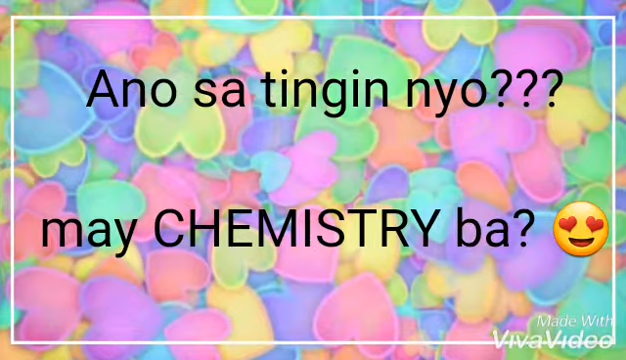 Ano sa tingin nyo???
may CHEMISTRY ba? 😍
Made With
VivaVideo